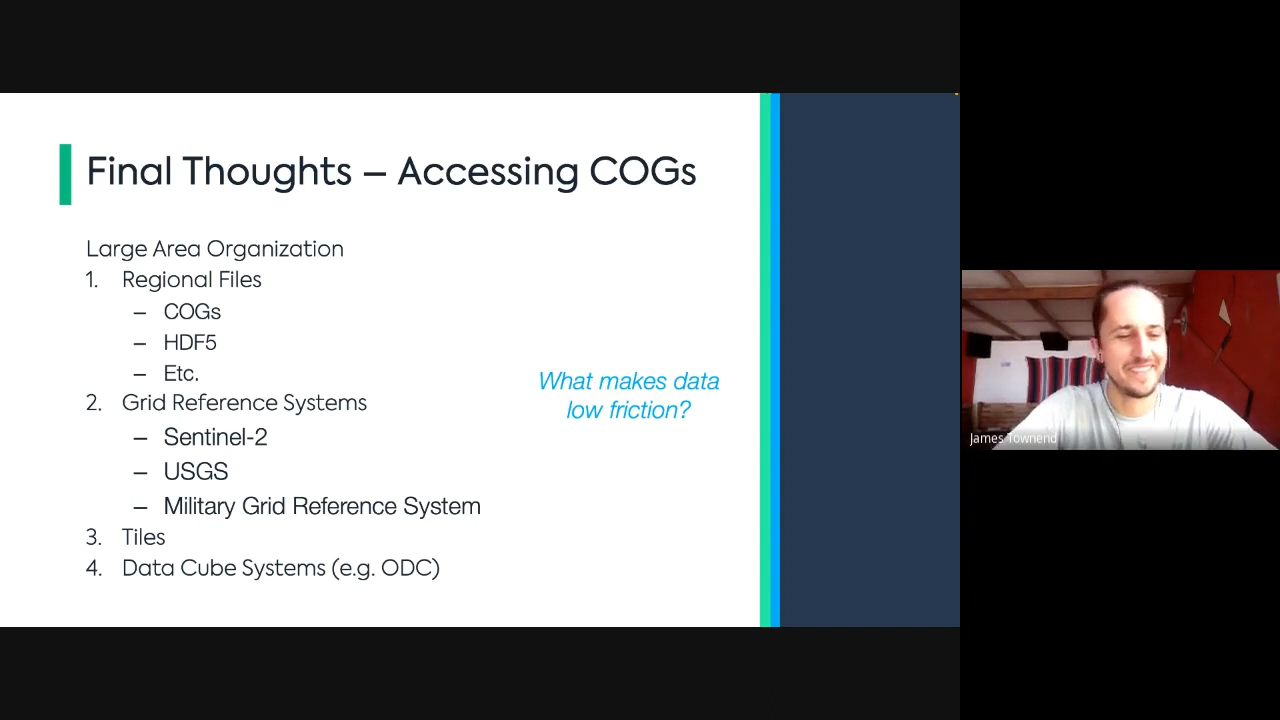 Final Thoughts – Accessing COGs
Large Area Organization
1. Regional Files
– COGs
– HDF5
– Etc.
2. Grid Reference Systems
– Sentinel-2
– USGS
– Military Grid Reference System
3. Tiles
4. Data Cube Systems (e.g. ODC)
What makes data
low friction?
James Townend